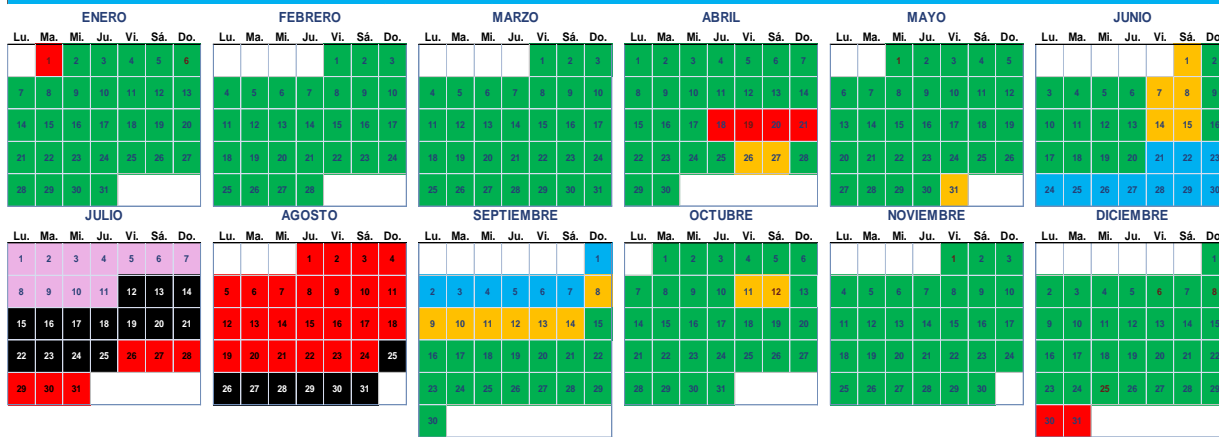 ENERO FEBRERO MARZO ABRIL MAYO JUNIO
Lu. Ma. Mi. Ju. Vi. Sá. Do. Lu. Ma. Mi. Ju. Vi. Sá. Do. Lu. Ma. Mi. Ju. Vi. Sá. Do. Lu. Ma. Mi. Ju. Vi. Sá. Do. Lu. Ma. Mi. Ju. Vi. Sá. Do. Lu. Ma. Mi. Ju. Vi. Sá. Do
1 2 3 4 5 6 1 2 3 1 2 3 1 2 3 4 5 6 7 1 2 3 4 5 1 2
7 8 9 10 11 12 13 4 5 6 7 8 9 10 4 5 6 7 8 9 10 8 9 10 11 12 13 14 6 7 8 9 10 11 12 3 4 5 6 7 8 9
14 15 16 17 18 19 20 11 12 13 14 15 16 17 11 12 13 14 15 16 17 15 16 17 18 19 20 21 13 14 15 16 17 18 19 10 11 12 13 14 15 16
21 22 23 24 25 26 27 18 19 20 21 22 23 24 18 19 20 21 22 23 24 22 23 24 25 26 27 28 20 21 22 23 24 25 26 17 18 19 20 21 22 23
28 29 30 31 25 26 27 28 25 26 27 28 29 30 31 29 30 27 28 29 30 31 24 25 26 27 28 29 30
JULIO AGOSTO SEPTIEMBRE OCTUBRE NOVIEMBRE DICIEMBRE
Lu. Ma. Mi. Ju. Vi. Sá. Do. Lu. Ma. Mi. Ju. Vi. Sá. Do. Lu. Ma. Mi. Ju. Vi. Sá. Do. Lu. Ma. Mi. Ju. Vi. Sá. Do. Lu. Ma. Mi. Ju. Vi. Sá. Do. Lu. Ma. Mi. Ju. Vi. Sá. Do
1 2 3 4 5 6 7 1 2 3 4 1 1 2 3 4 5 6 1 2 3 1
8 9 10 11 12 13 14 5 6 7 8 9 10 11 2 3 4 5 6 7 8 7 8 9 10 11 12 13 4 5 6 7 8 9 10 2 3 4 5 6 7 8
15 16 17 18 19 20 21 12 13 14 15 16 17 18 9 10 11 12 13 14 15 14 15 16 17 18 19 20 11 12 13 14 15 16 17 9 10 11 12 13 14 15
22 23 24 25 26 27 28 19 20 21 22 23 24 25 16 17 18 19 20 21 22 21 22 23 24 25 26 27 18 19 20 21 22 23 24 16 17 18 19 20 21 22
29 30 31 26 27 28 29 30 31 23 24 25 26 27 28 29 28 29 30 31 25 26 27 28 29 30 23 24 25 26 27 28 29
30 30 31